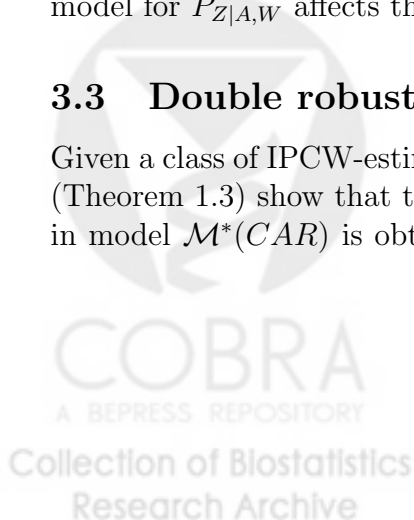 model for P_{Z|A,W} affects th
3.3 Double robust
Given a class of IPCW-estin
(Theorem 1.3) show that t
in model M*(CAR) is obt
COBRA
A BEPRESS REPOSITORY
Collection of Biostatistics
Research Archive